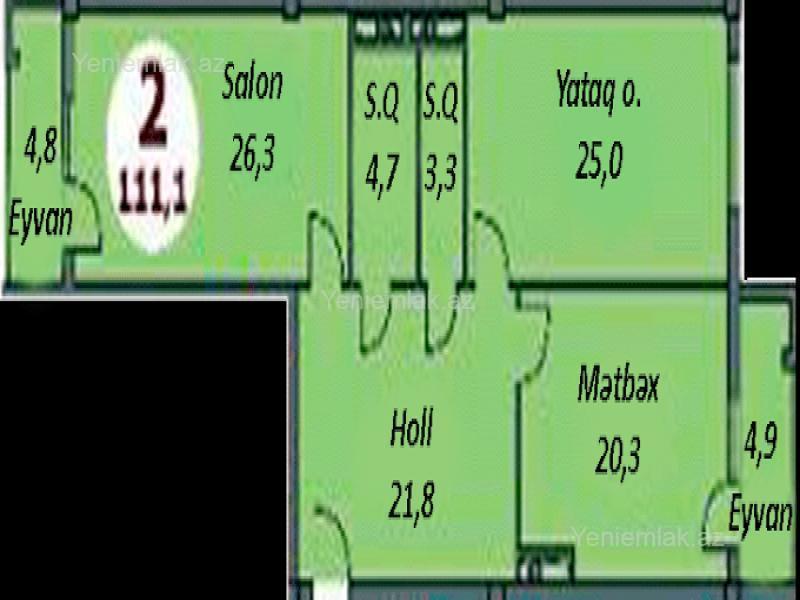 Yeniemlak.az
2
111,1
Salon
26,3
S.Q
4,7
S.Q
3,3
Yataq o.
25,0
4,8
Eyvan
Yeniemlak.az
Holl
21,8
Mətbəx
20,3
4,9
Eyvan
Yeniemlak.az